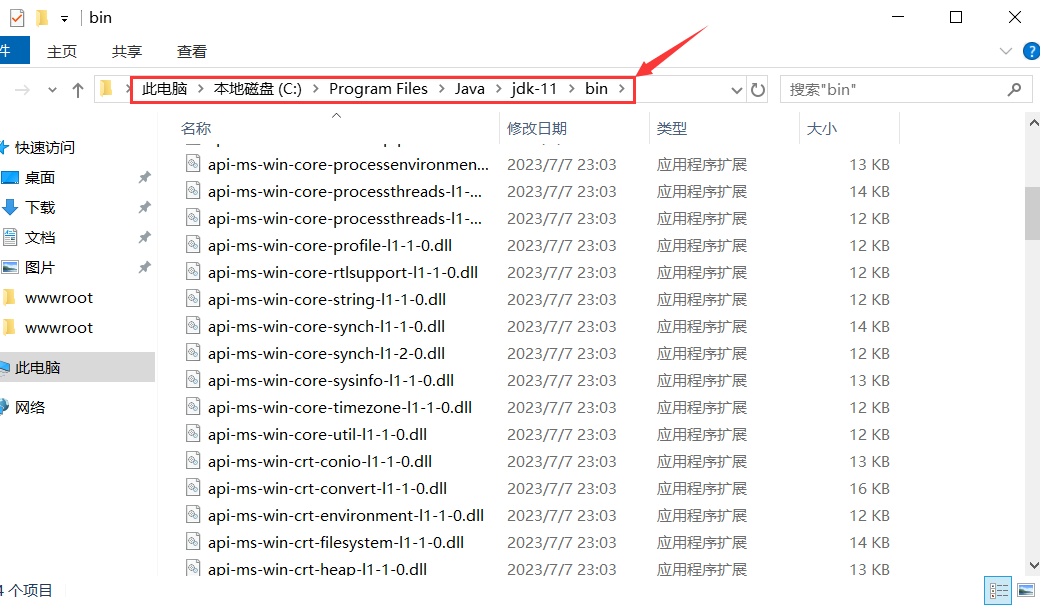 bin
件 主页 共享 查看
此电脑 本地磁盘 (C:) Program Files Java jdk-11 bin 搜索"bin"
名称 修改日期 类型 大小
快速访问
桌面
下载
文档
图片
wwwroot
wwwroot
此电脑
网络
api-ms-win-core-processenvironmen... 2023/7/7 23:03 应用程序扩展 13 KB
api-ms-win-core-processthreads-l1-... 2023/7/7 23:03 应用程序扩展 14 KB
api-ms-win-core-processthreads-l1-... 2023/7/7 23:03 应用程序扩展 12 KB
api-ms-win-core-profile-l1-1-0.dll 2023/7/7 23:03 应用程序扩展 12 KB
api-ms-win-core-rtlsupport-l1-1-0.dll 2023/7/7 23:03 应用程序扩展 12 KB
api-ms-win-core-string-l1-1-0.dll 2023/7/7 23:03 应用程序扩展 12 KB
api-ms-win-core-synch-l1-1-0.dll 2023/7/7 23:03 应用程序扩展 14 KB
api-ms-win-core-synch-l1-2-0.dll 2023/7/7 23:03 应用程序扩展 12 KB
api-ms-win-core-sysinfo-l1-1-0.dll 2023/7/7 23:03 应用程序扩展 13 KB
api-ms-win-core-timezone-l1-1-0.dll 2023/7/7 23:03 应用程序扩展 12 KB
api-ms-win-core-util-l1-1-0.dll 2023/7/7 23:03 应用程序扩展 12 KB
api-ms-win-crt-conio-l1-1-0.dll 2023/7/7 23:03 应用程序扩展 13 KB
api-ms-win-crt-convert-l1-1-0.dll 2023/7/7 23:03 应用程序扩展 16 KB
api-ms-win-crt-environment-l1-1-0.dll 2023/7/7 23:03 应用程序扩展 12 KB
api-ms-win-crt-filesystem-l1-1-0.dll 2023/7/7 23:03 应用程序扩展 14 KB
api-ms-win-crt-heap-l1-1-0.dll 2023/7/7 23:03 应用程序扩展 13 KB
个项目